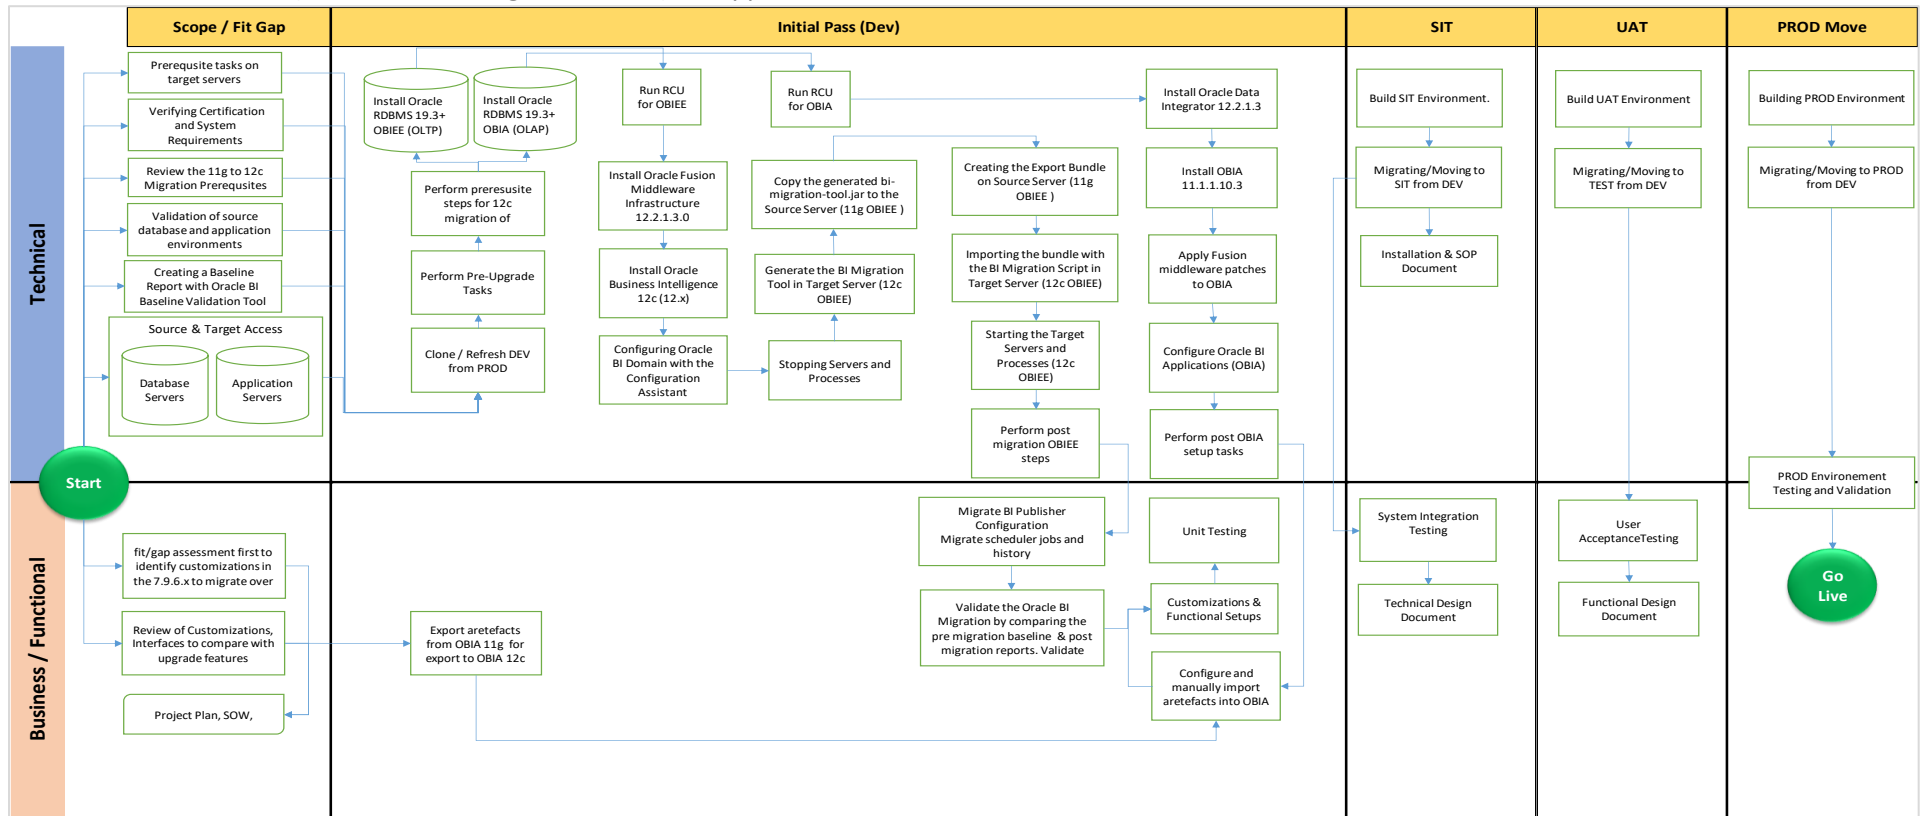 Scope / Fit Gap
Initial Pass (Dev)
SIT
UAT
PROD Move
Technical
Prerequsite tasks on
target servers
Verifying Certification
and System
Requirements
Review the 11g to 12c
Migration Prerequsites
Validation of source
database and application
environments
Creating a Baseline
Report with Oracle BI
Baseline Validation Tool
Source & Target Access
Database
Servers
Application
Servers
Start
Install Oracle
RDBMS 19.3+
OBIEE (OLTP)
Install Oracle
RDBMS 19.3+
OBIA (OLAP)
Perform preresusite
steps for 12c
migration of
Perform Pre-Upgrade
Tasks
Clone / Refresh DEV
from PROD
Run RCU
for OBIEE
Install Oracle Fusion
Middleware
Infrastructure
12.2.1.3.0
Install Oracle
Business Intelligence
12c (12.x)
Configuring Oracle
BI Domain with the
Configuration
Assistant
Run RCU
for OBIA
Copy the generated bi-
migration-tool.jar to the
Source Server (11g OBIEE )
Generate the BI Migration
Tool in Target Server (12c
OBIEE)
Stopping Servers and
Processes
Creating the Export Bundle
on Source Server (11g
OBIEE )
Importing the bundle with
the BI Migration Script in
Target Server (12c OBIEE)
Starting the Target
Servers and
Processes (12c
OBIEE)
Perform post
migration OBIEE
steps
Install Oracle Data
Integrator 12.2.1.3
Install OBIA
11.1.1.10.3
Apply Fusion
middleware patches
to OBIA
Configure Oracle BI
Applications (OBIA)
Perform post OBIA
setup tasks
Build SIT Environment.
Migrating/Moving to
SIT from DEV
Installation & SOP
Document
Build UAT Environment
Migrating/Moving to
TEST from DEV
Building PROD Environment
Migrating/Moving to PROD
from DEV
PROD Environement
Testing and Validation
Business / Functional
fit/gap assessment first to
identify customizations in
the 7.9.6.x to migrate over
Review of Customizations,
Interfaces to compare with
upgrade features
Project Plan, SOW,
Export aretefacts
from OBIA 11g  for
export to OBIA 12c
Migrate BI Publisher
Configuration
Migrate scheduler jobs and
history
Validate the Oracle BI
Migration by comparing the
pre migration baseline  & post
migration reports. Validate
Unit Testing
Customizations &
Functional Setups
Configure and
manually import
aretefacts into OBIA
System Integration
Testing
Technical Design
Document
User
AcceptanceTesting
Functional Design
Document
Go
Live